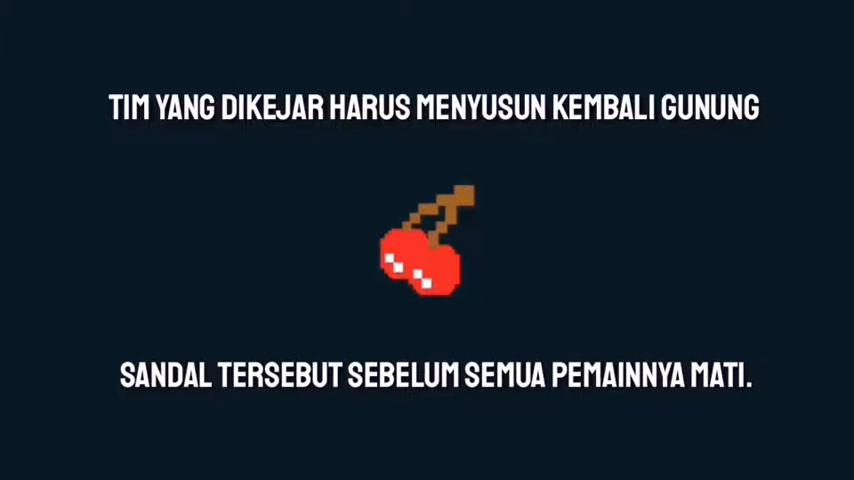 TIM YANG DIKEJAR HARUS MENYUSUN KEMBALI GUNUNG
SANDAL TERSEBUT SEBELUM SEMUA PEMAINNYA MATI.